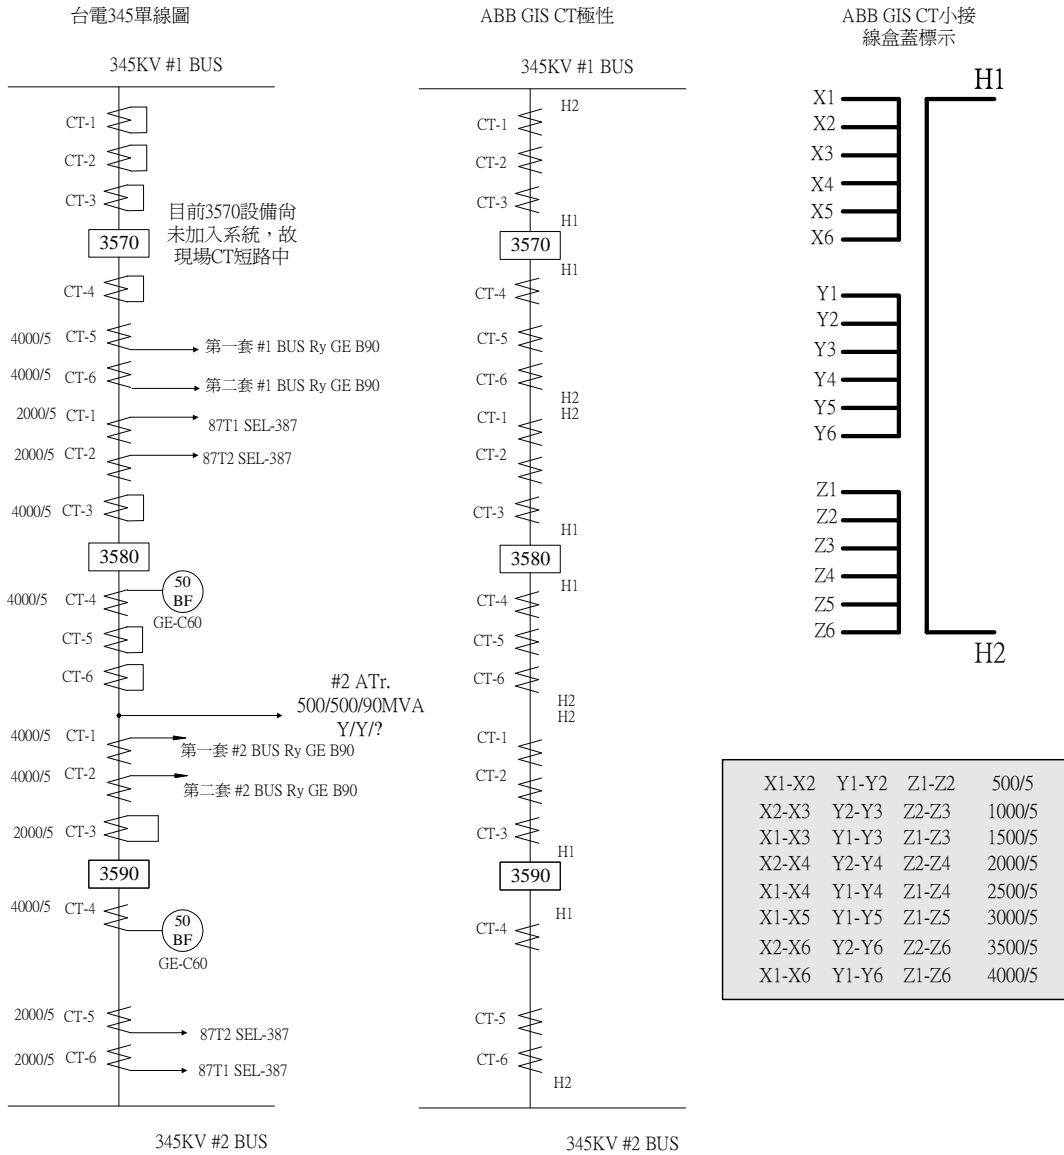 台電345單線圖
345KV #1 BUS
CT-1
CT-2
CT-3
目前3570設備尚
未加入系統，故
現場CT短路中
3570
CT-4
4000/5 CT-5
第一套 #1 BUS Ry GE B90
4000/5 CT-6
第二套 #1 BUS Ry GE B90
2000/5 CT-1
87T1 SEL-387
2000/5 CT-2
87T2 SEL-387
4000/5 CT-3
3580
4000/5 CT-4
50
BF
GE-C60
CT-5
CT-6
#2 ATr.
500/500/90MVA
Y/Y/?
4000/5 CT-1
第一套 #2 BUS Ry GE B90
4000/5 CT-2
第二套 #2 BUS Ry GE B90
2000/5 CT-3
3590
4000/5 CT-4
50
BF
GE-C60
2000/5 CT-5
87T2 SEL-387
2000/5 CT-6
87T1 SEL-387
345KV #2 BUS
ABB GIS CT極性
345KV #1 BUS
H2
CT-1
CT-2
CT-3
H1
3570
H1
CT-4
CT-5
CT-6
H2
H2
CT-1
CT-2
CT-3
H1
3580
H1
CT-4
CT-5
CT-6
H2
H2
CT-1
CT-2
CT-3
H1
3590
H1
CT-4
CT-5
CT-6
H2
345KV #2 BUS
ABB GIS CT小接
線盒蓋標示
H1
X1
X2
X3
X4
X5
X6
Y1
Y2
Y3
Y4
Y5
Y6
Z1
Z2
Z3
Z4
Z5
Z6
H2
X1-X2 Y1-Y2 Z1-Z2 500/5
X2-X3 Y2-Y3 Z2-Z3 1000/5
X1-X3 Y1-Y3 Z1-Z3 1500/5
X2-X4 Y2-Y4 Z2-Z4 2000/5
X1-X4 Y1-Y4 Z1-Z4 2500/5
X1-X5 Y1-Y5 Z1-Z5 3000/5
X2-X6 Y2-Y6 Z2-Z6 3500/5
X1-X6 Y1-Y6 Z1-Z6 4000/5